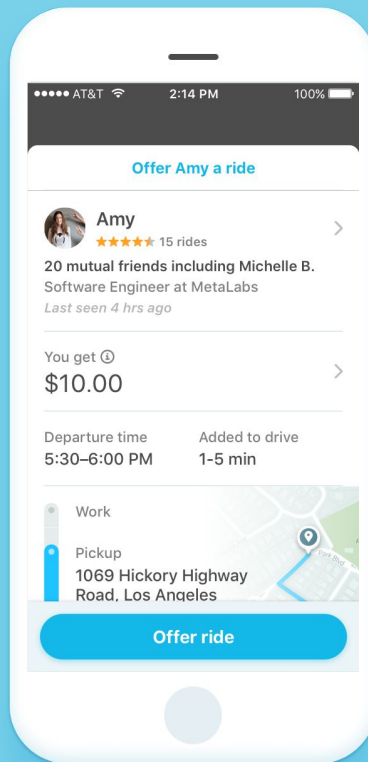 AT&T 2:14 PM 100%
Offer Amy a ride
Amy
15 rides
20 mutual friends including Michelle B.
Software Engineer at MetaLabs
Last seen 4 hrs ago
You get
$10.00
Departure time Added to drive
5:30–6:00 PM 1-5 min
Work
Pickup
1069 Hickory Highway
Road, Los Angeles
Park Blvd
Offer ride